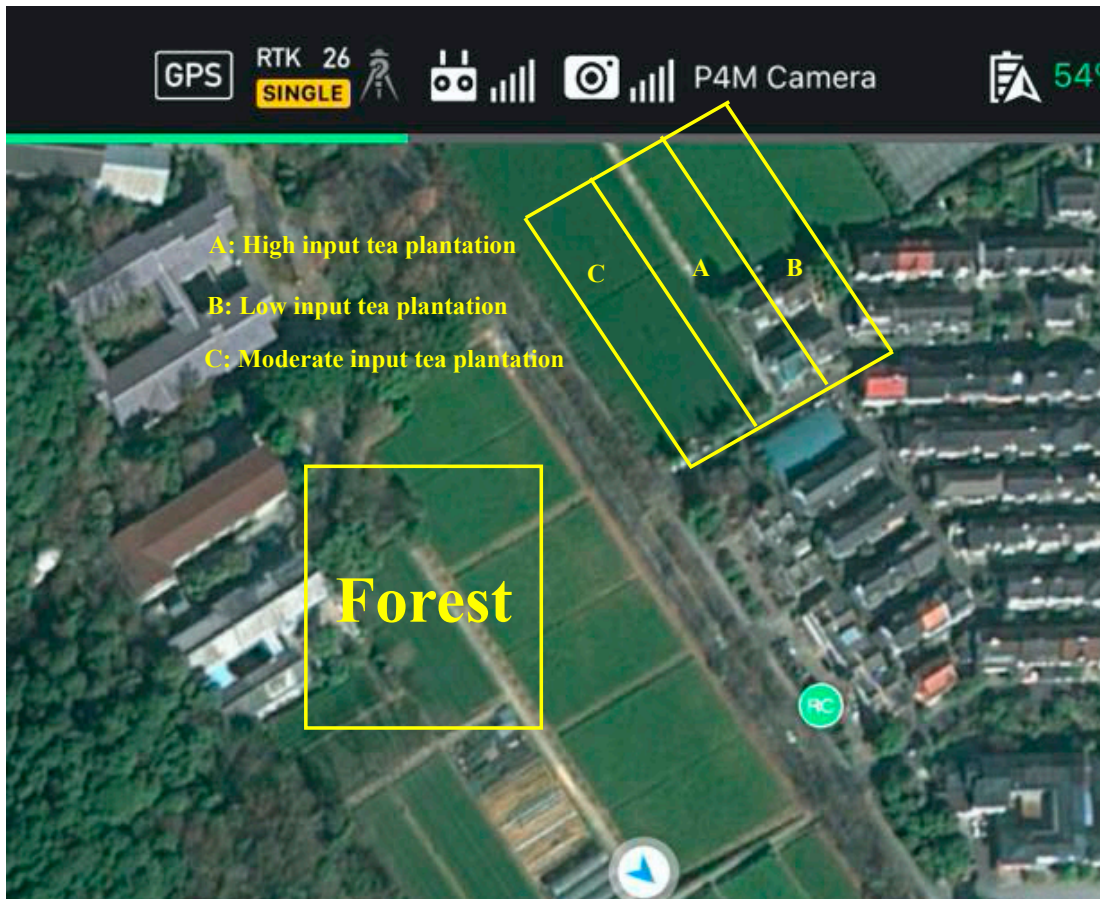 GPS
RTK 26
SINGLE
P4M Camera
54%
A: High input tea plantation
B: Low input tea plantation
C: Moderate input tea plantation
C
A
B
Forest
RC